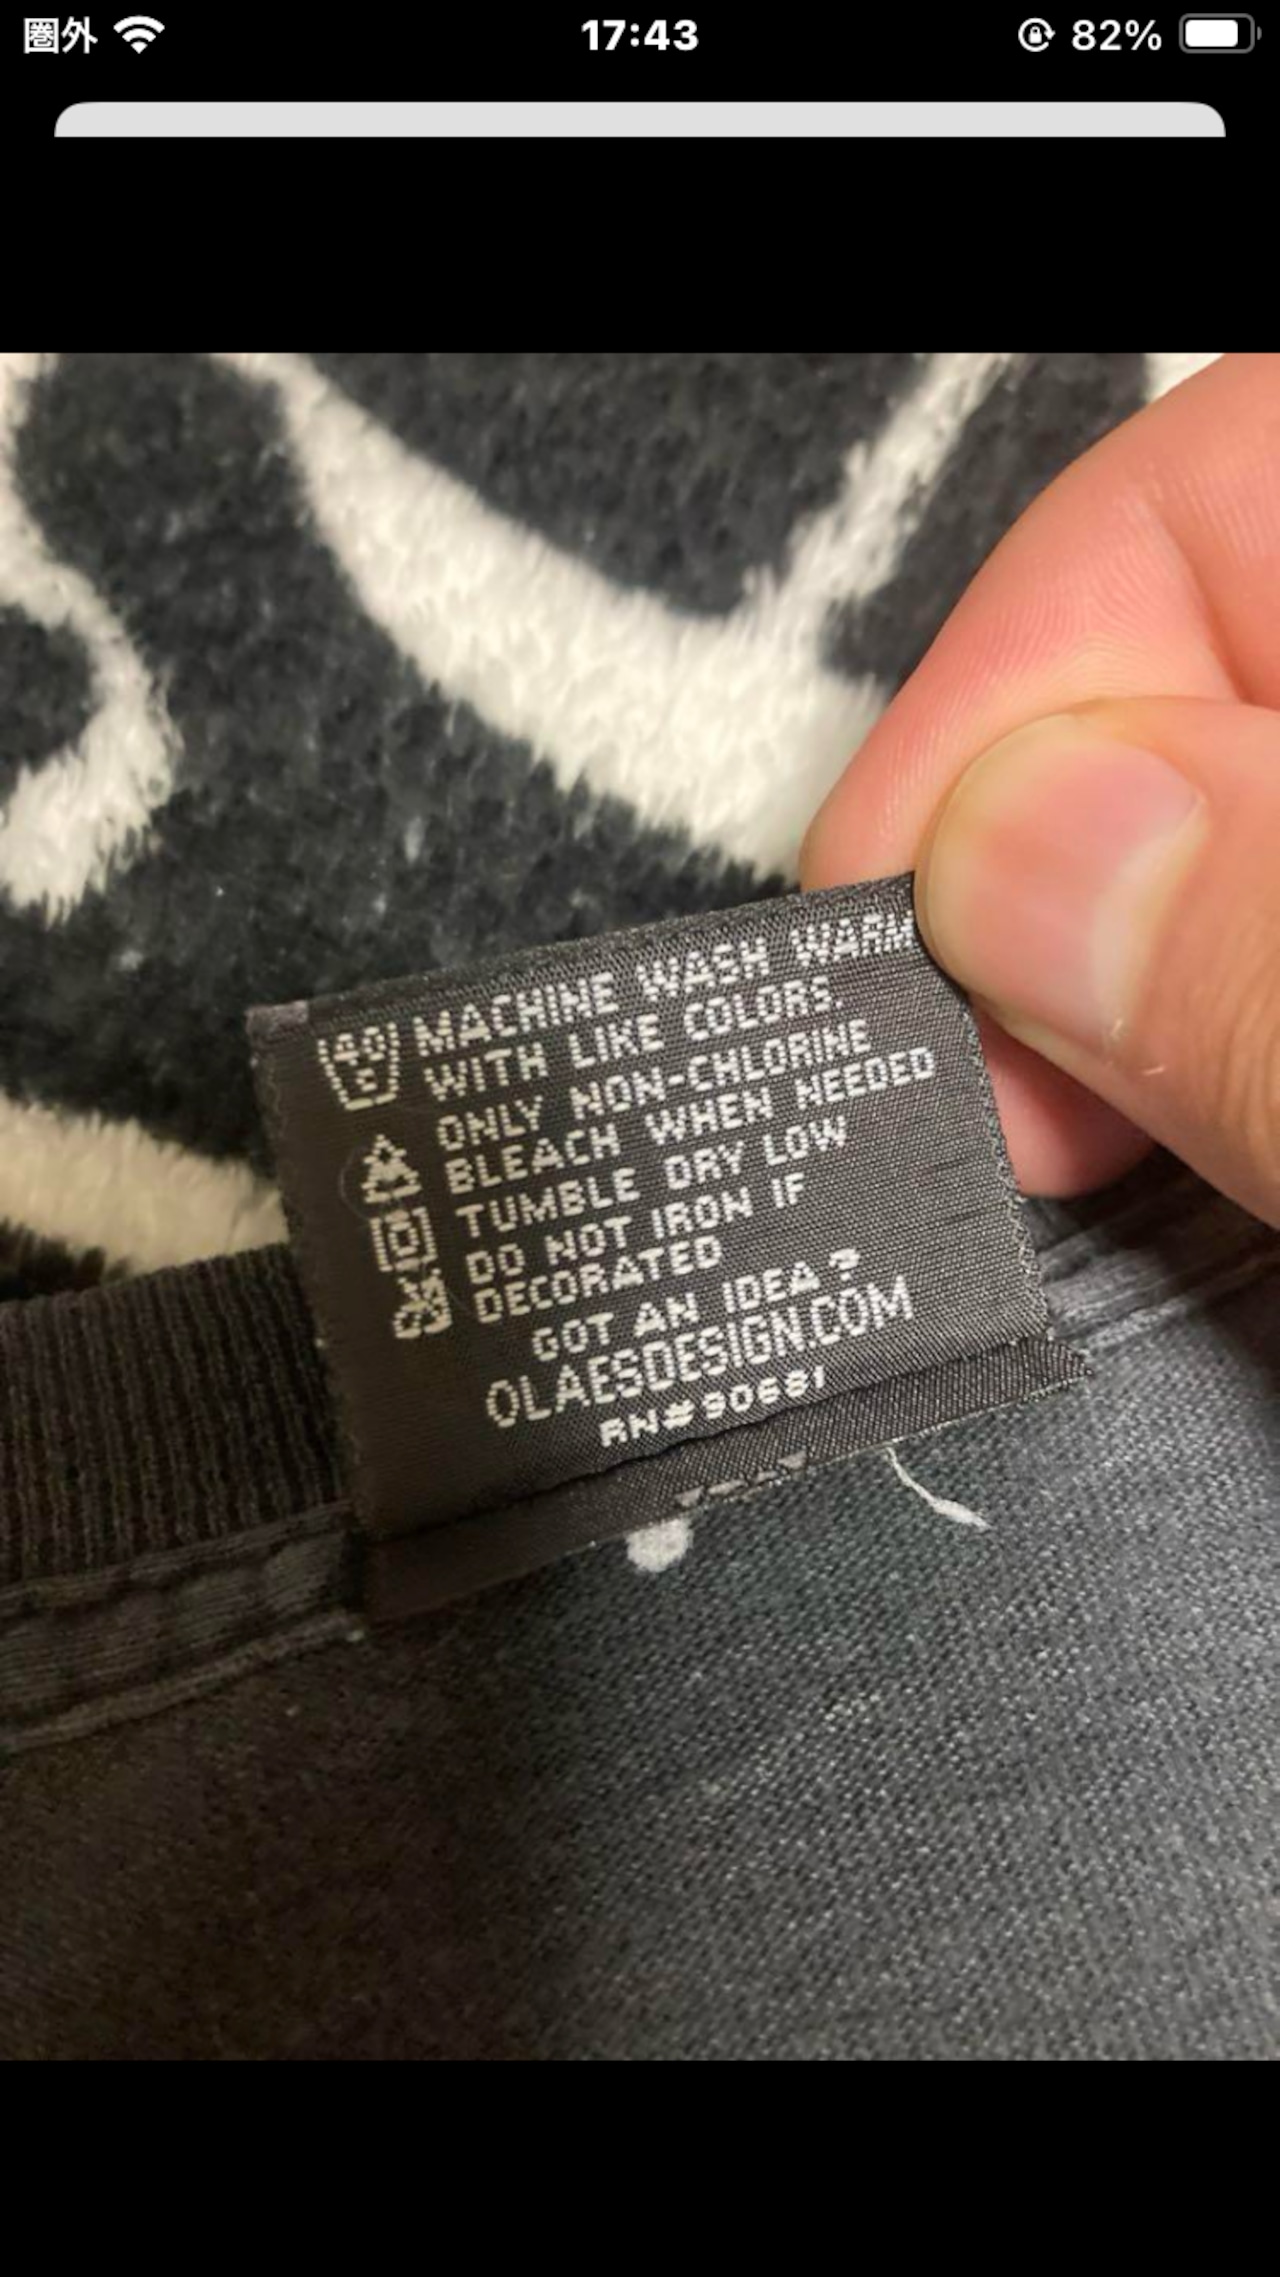 圏外
17:43
82%
40
C
MACHINE WASH WARM
WITH LIKE COLORS.
ONLY NON-CHLORINE
BLEACH WHEN NEEDED
TUMBLE DRY LOW
DO NOT IRON IF
DECORATED
GOT AN IDEA?
OLAESDESIGN.COM
RN#90681